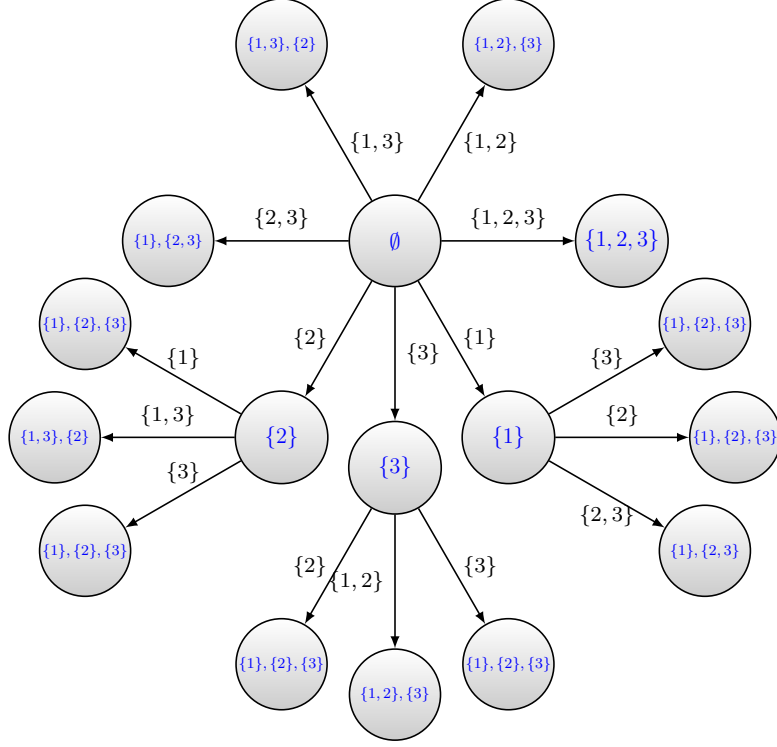 {1, 3}, {2}
{1, 2}, {3}
{1, 3}
{1, 2}
{2, 3}
{1, 2, 3}
{1}, {2, 3}
∅
{1, 2, 3}
{1}, {2}, {3}
{1}, {2}, {3}
{2}
{3}
{1}
{1}
{3}
{1, 3}
{2}
{1, 3}, {2}
{2}
{1}
{1}, {2}, {3}
{3}
{3}
{2, 3}
{1}, {2}, {3}
{1}, {2, 3}
{2}
{1, 2}
{3}
{1}, {2}, {3}
{1}, {2}, {3}
{1, 2}, {3}